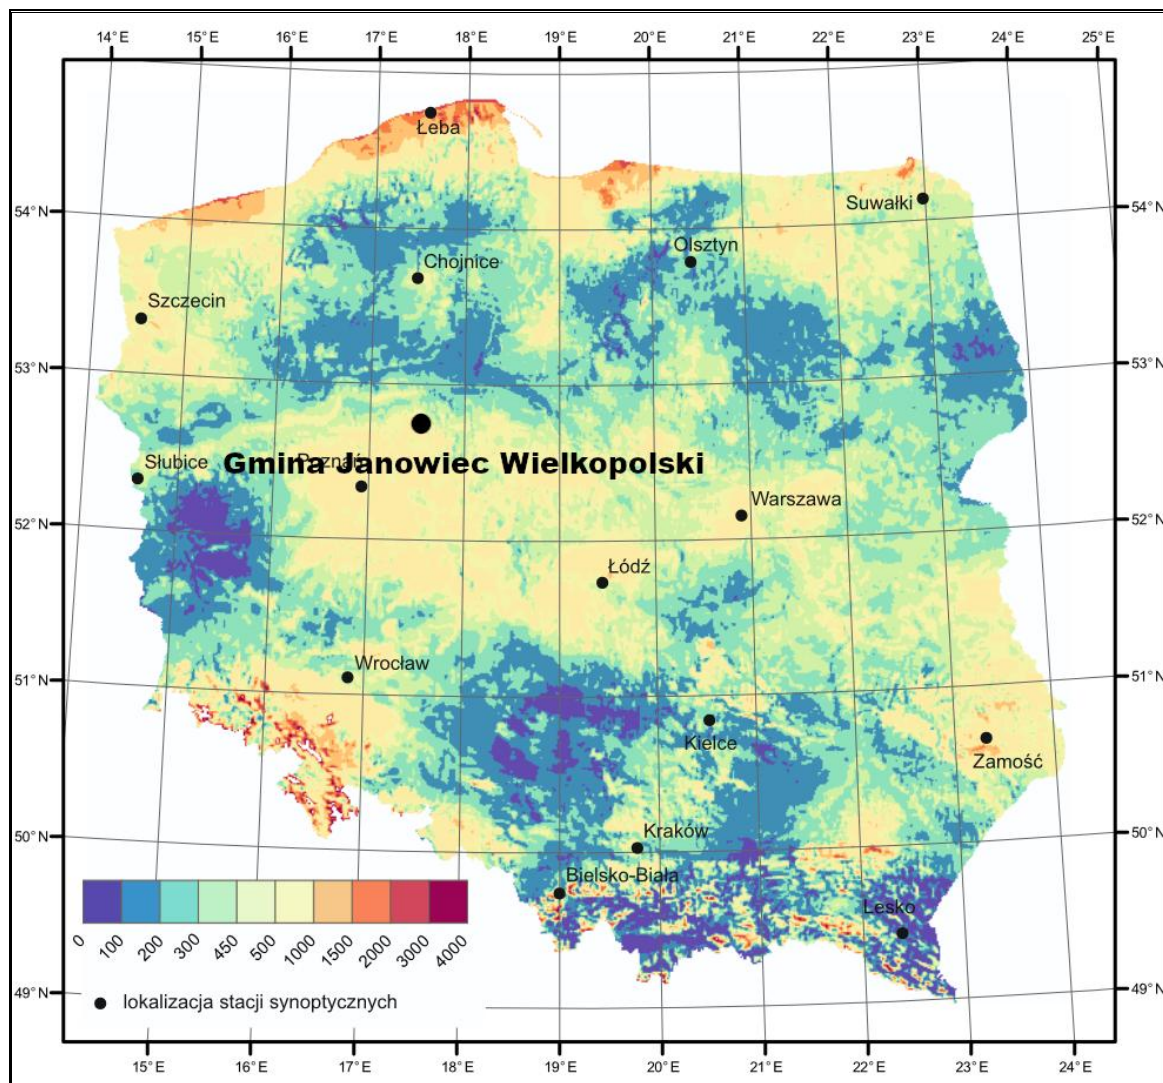 14°E 15°E 16°E 17°E 18°E 19°E 20°E 21°E 22°E 23°E 24°E 25°E
Łeba
54°N
Suwałki
54°N
Olsztyn
Chojnice
Szczecin
53°N
53°N
Słubice
Poznań
Gmina Janowiec Wielkopolski
Warszawa
52°N
52°N
Łódź
Wrocław
51°N
51°N
Kielce
Zamość
50°N
Kraków
50°N
Bielsko-Biała
Lesko
0 100 200 300 450 500 1000 1500 2000 3000 4000
lokalizacja stacji synoptycznych
49°N
49°N
15°E 16°E 17°E 18°E 19°E 20°E 21°E 22°E 23°E 24°E